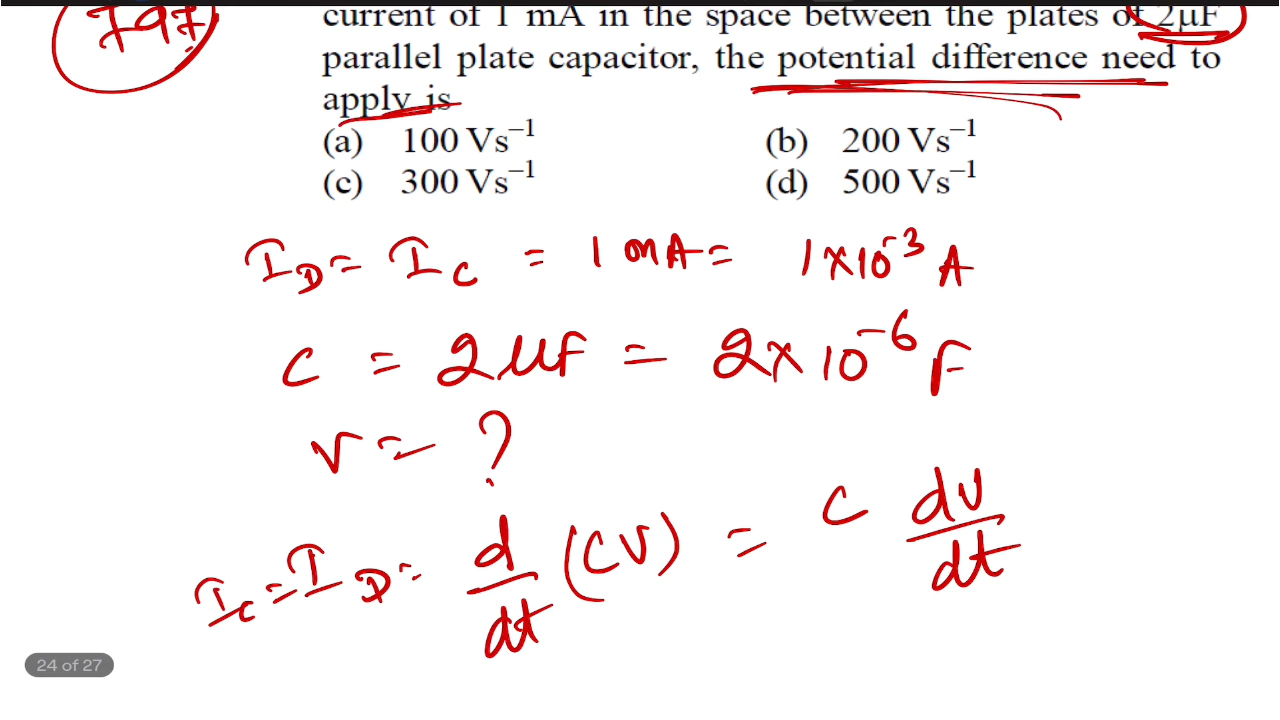 current of 1 mA in the space between the plates of 2μF
parallel plate capacitor, the potential difference need to
apply is
(a) 100 Vs⁻¹ (b) 200 Vs⁻¹
(c) 300 Vs⁻¹ (d) 500 Vs⁻¹
I_D = I_C = 1 mA = 1×10⁻³ A
C = 2 μF = 2×10⁻⁶ F
V = ?
I_C = I_D = d/dt (CV) = C dV/dt
24 of 27